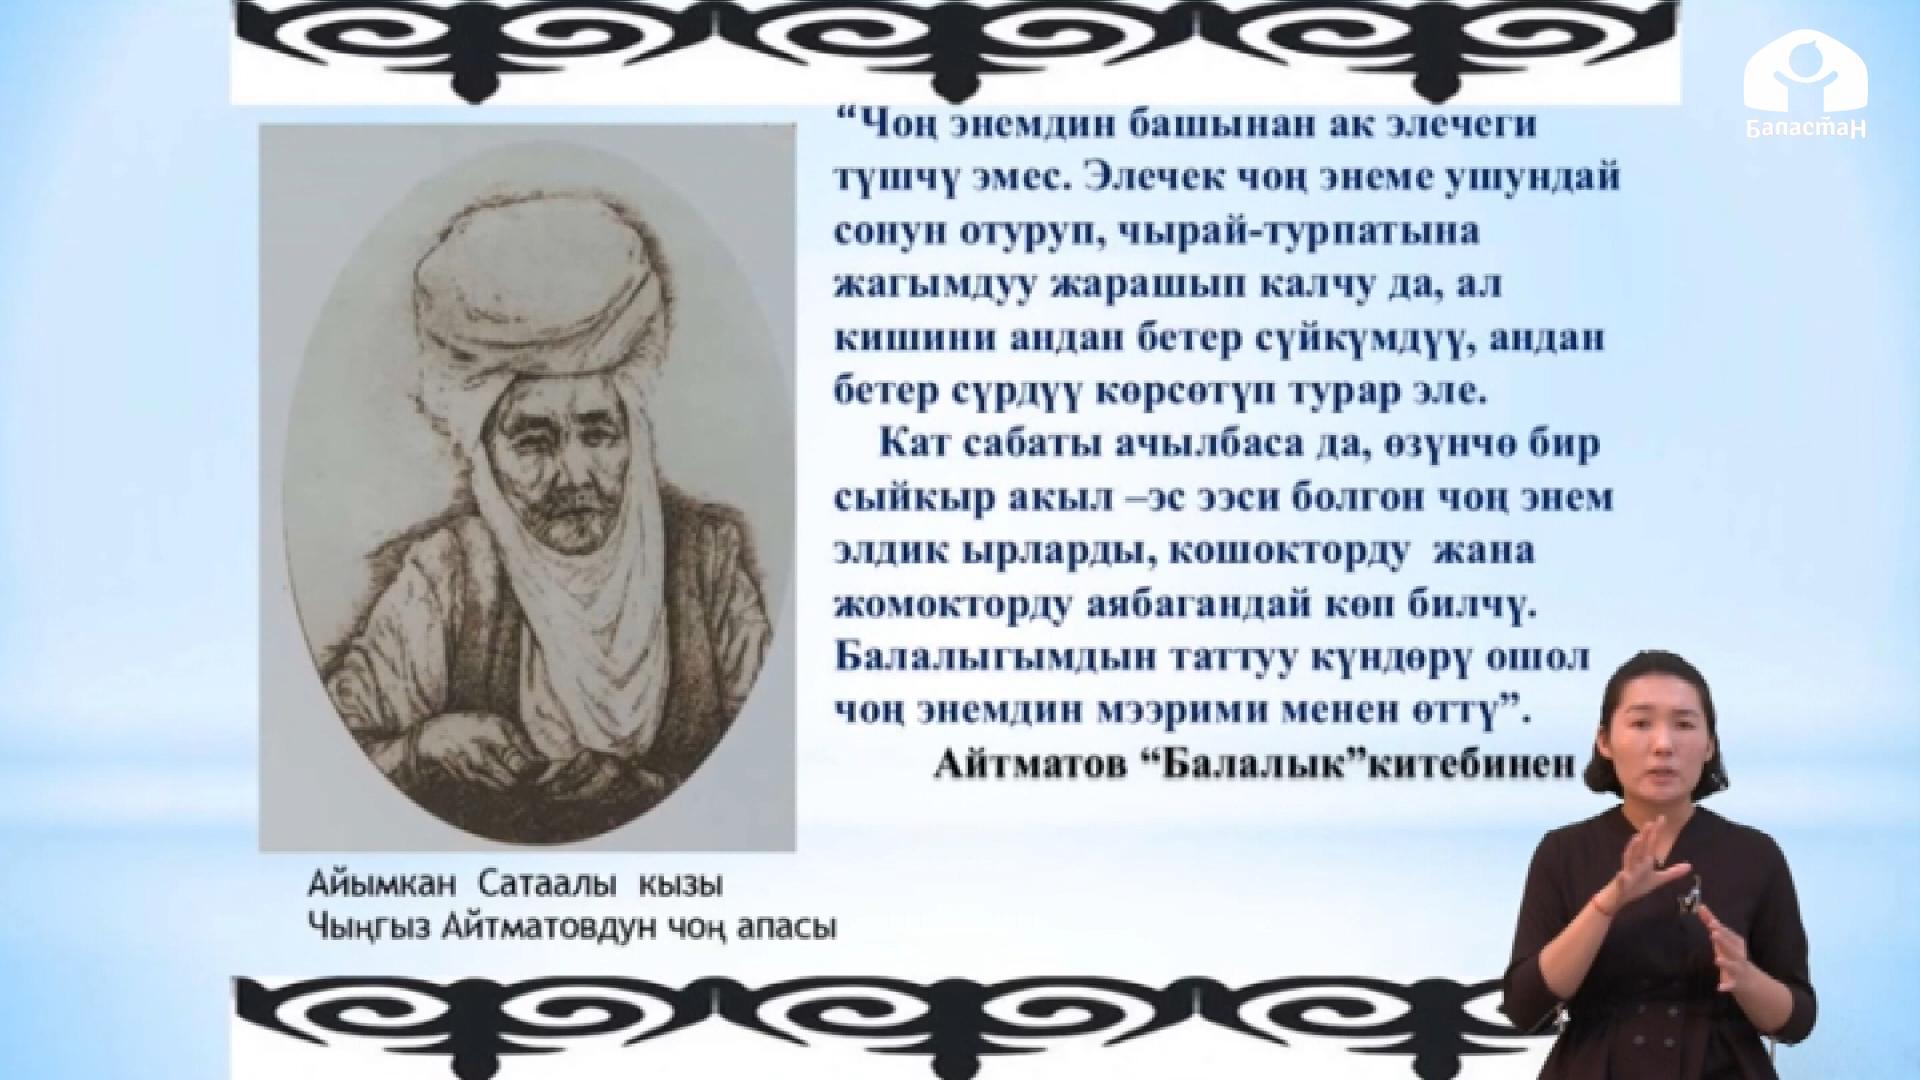 Баластан
“Чоң энемдин башынан ак элечеги
түшчү эмес. Элечек чоң энеме ушундай
сонун отуруп, чырай-турпатына
жагымдуу жарашып калчу да, ал
кишини андан бетер сүйкүмдүү, андан
бетер сүрдүү көрсөтүп турар эле.
Кат сабаты ачылбаса да, өзүнчө бир
сыйкыр акыл –эс ээси болгон чоң энем
элдик ырларды, кошокторду жана
жомокторду аябагандай көп билчү.
Балалыгымдын таттуу күндөрү ошол
чоң энемдин мээрими менен өттү”.
Айтматов “Балалык”китебинен
Айымкан Сатаалы кызы
Чыңгыз Айтматовдун чоң апасы